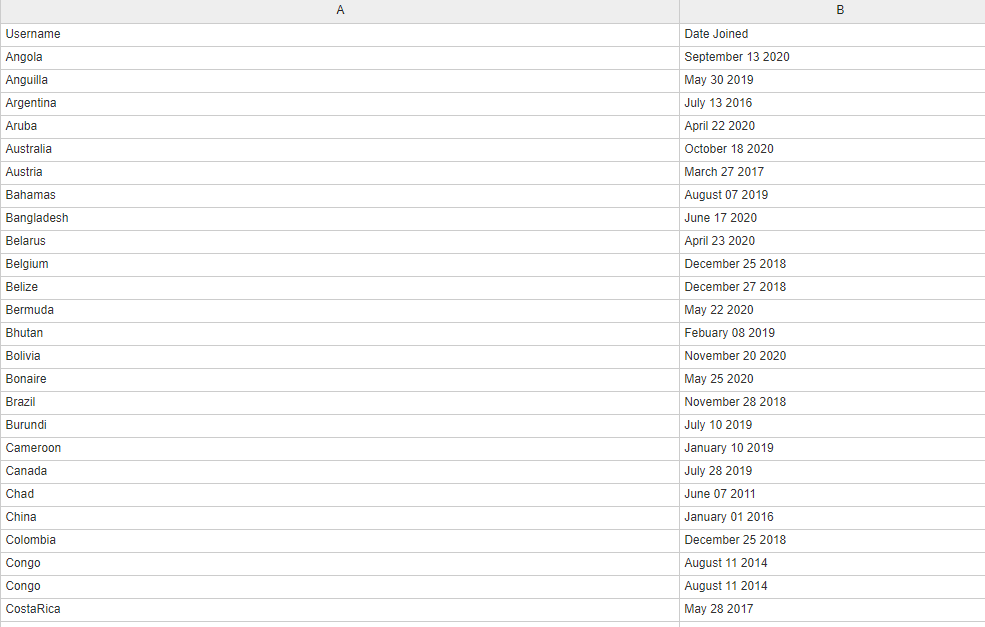 A B
Username Date Joined
Angola September 13 2020
Anguilla May 30 2019
Argentina July 13 2016
Aruba April 22 2020
Australia October 18 2020
Austria March 27 2017
Bahamas August 07 2019
Bangladesh June 17 2020
Belarus April 23 2020
Belgium December 25 2018
Belize December 27 2018
Bermuda May 22 2020
Bhutan Febuary 08 2019
Bolivia November 20 2020
Bonaire May 25 2020
Brazil November 28 2018
Burundi July 10 2019
Cameroon January 10 2019
Canada July 28 2019
Chad June 07 2011
China January 01 2016
Colombia December 25 2018
Congo August 11 2014
Congo August 11 2014
CostaRica May 28 2017